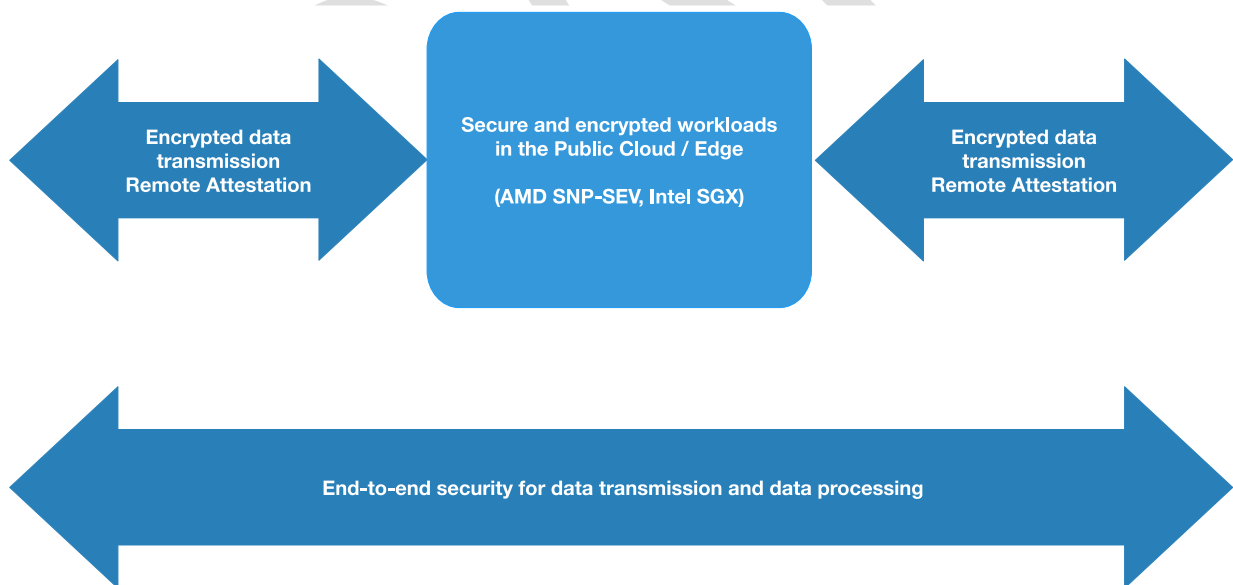 Encrypted data
transmission
Remote Attestation
Secure and encrypted workloads
in the Public Cloud / Edge
(AMD SNP-SEV, Intel SGX)
Encrypted data
transmission
Remote Attestation
End-to-end security for data transmission and data processing